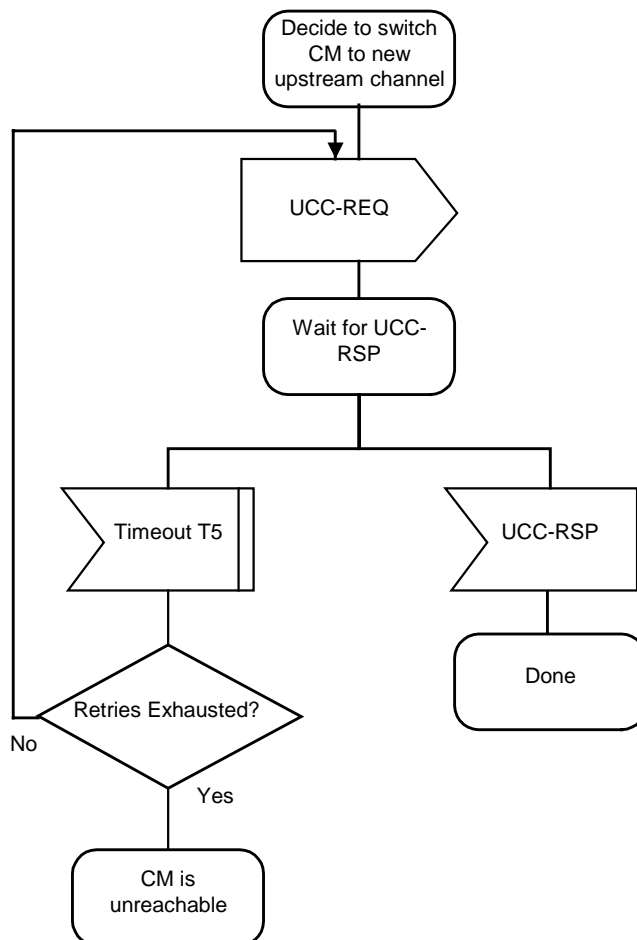 Decide to switch
CM to new
upstream channel
UCC-REQ
Wait for UCC-
RSP
Timeout T5
UCC-RSP
Done
Retries Exhausted?
No
Yes
CM is
unreachable